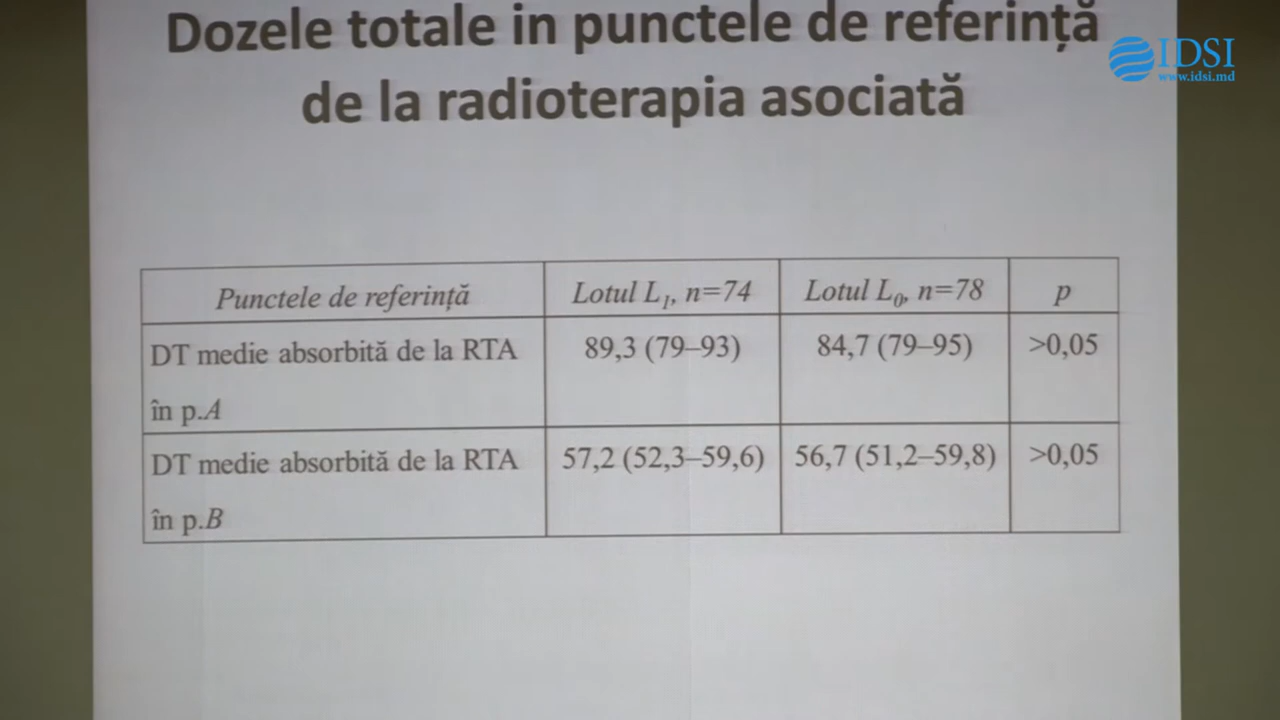 Dozele totale in punctele de referință
de la radioterapia asociată
IDSI
www.idsi.md
Punctele de referință Lotul L1, n=74 Lotul L0, n=78 p
DT medie absorbită de la RTA 89,3 (79–93) 84,7 (79–95) >0,05
în p.A
DT medie absorbită de la RTA 57,2 (52,3–59,6) 56,7 (51,2–59,8) >0,05
în p.B